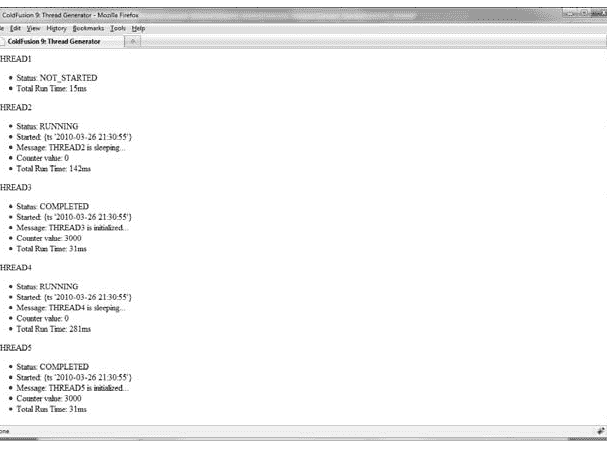 ColdFusion 9: Thread Generator - Mozilla Firefox
le Edit View History Bookmarks Tools Help
ColdFusion 9: Thread Generator
HREAD1
Status: NOT_STARTED
Total Run Time: 15ms
HREAD2
Status: RUNNING
Started: {ts '2010-03-26 21:30:55'}
Message: THREAD2 is sleeping...
Counter value: 0
Total Run Time: 142ms
HREAD3
Status: COMPLETED
Started: {ts '2010-03-26 21:30:55'}
Message: THREAD3 is initialized...
Counter value: 3000
Total Run Time: 31ms
HREAD4
Status: RUNNING
Started: {ts '2010-03-26 21:30:55'}
Message: THREAD4 is sleeping...
Counter value: 0
Total Run Time: 281ms
HREAD5
Status: COMPLETED
Started: {ts '2010-03-26 21:30:55'}
Message: THREAD5 is initialized...
Counter value: 3000
Total Run Time: 31ms
one